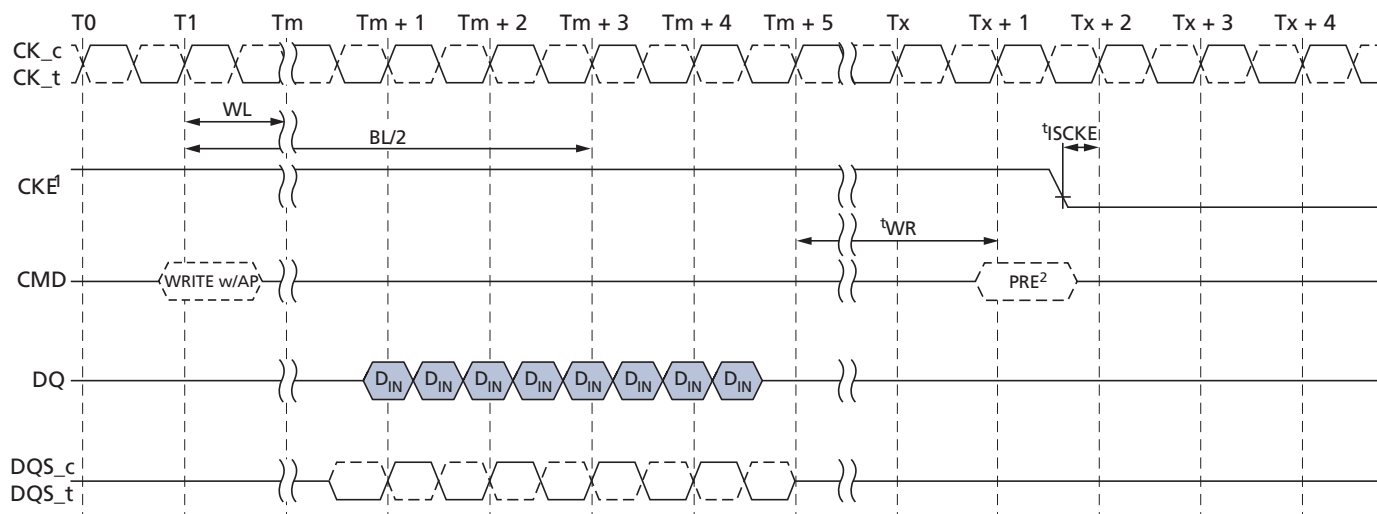 T0 T1 Tm Tm + 1 Tm + 2 Tm + 3 Tm + 4 Tm + 5 Tx Tx + 1 Tx + 2 Tx + 3 Tx + 4
CK_c
CK_t
WL
BL/2
tISCKE
CKE1
tWR
CMD WRITE w/AP PRE2
DQ DIN DIN DIN DIN DIN DIN DIN DIN
DQS_c
DQS_t